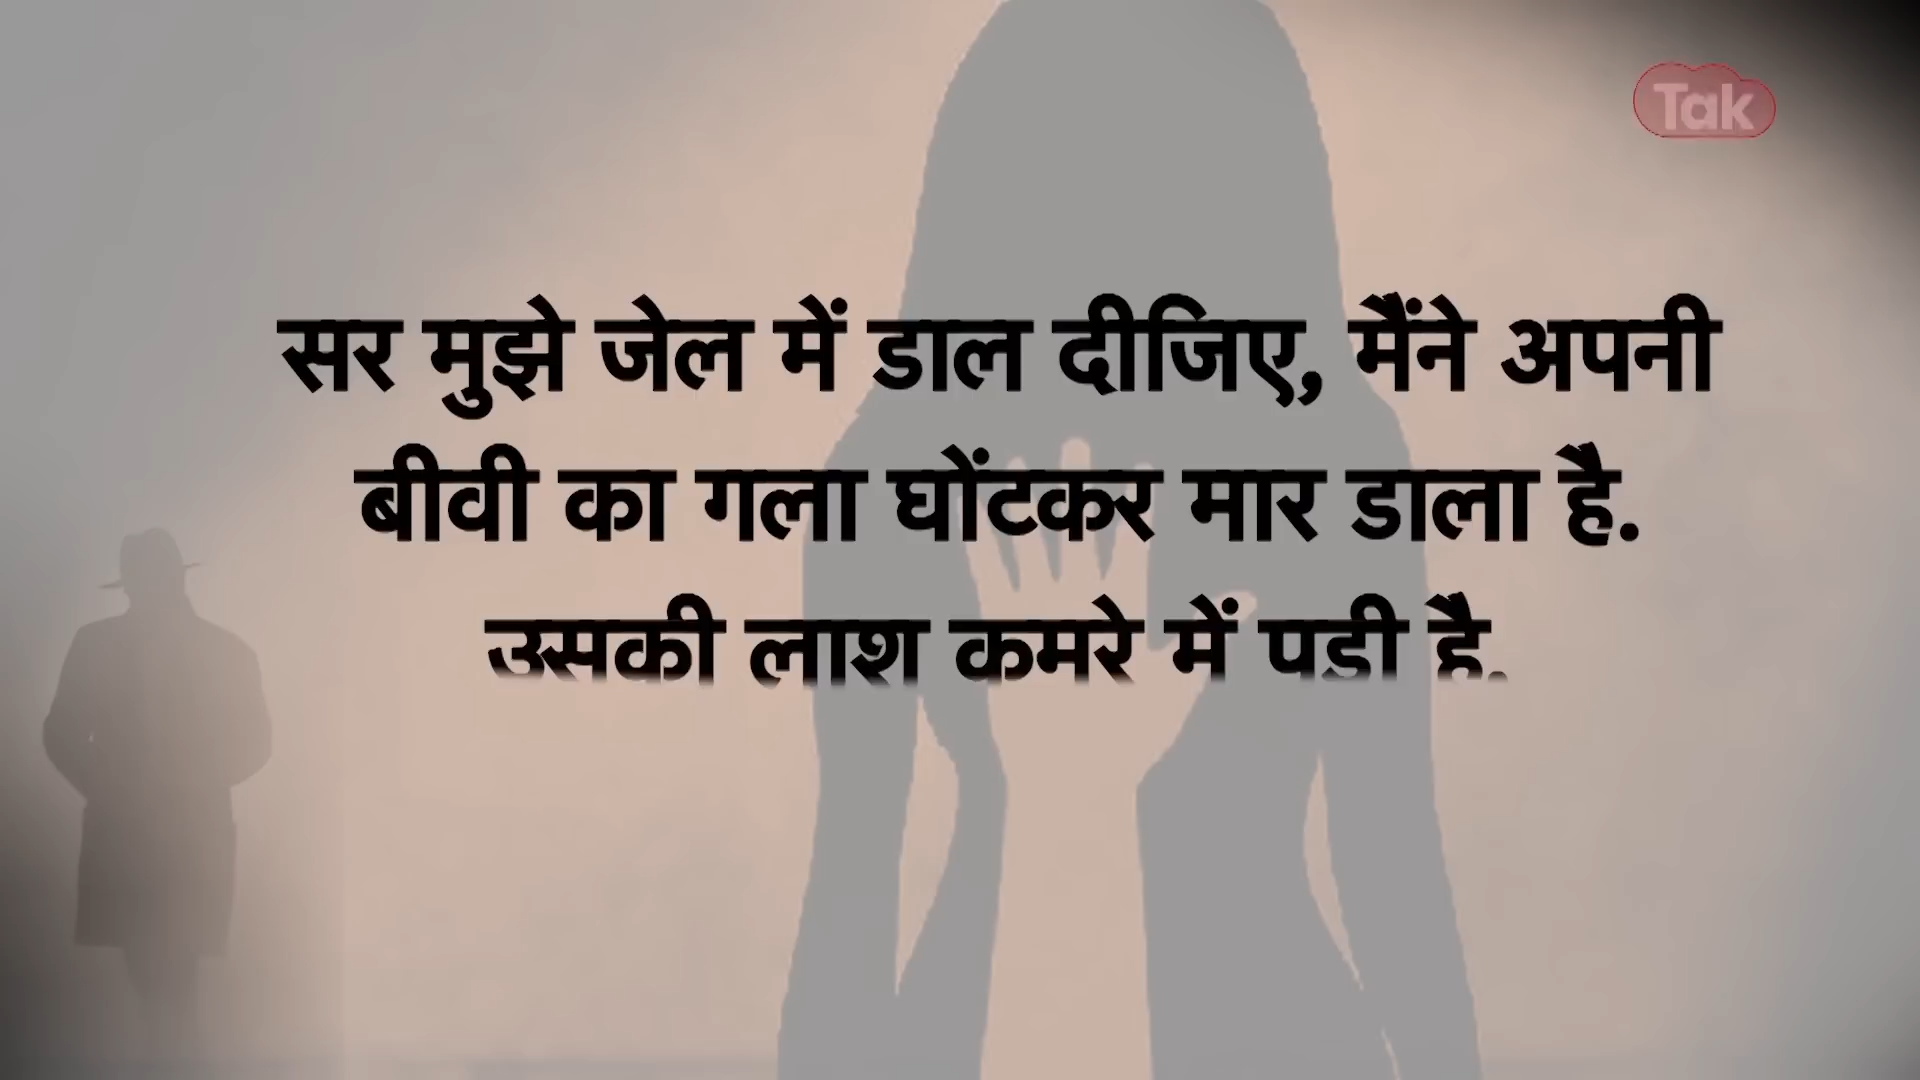 Tak
सर मुझे जेल में डाल दीजिए, मैंने अपनी
बीवी का गला घोंटकर मार डाला है.
उसकी लाश कमरे में पड़ी है.